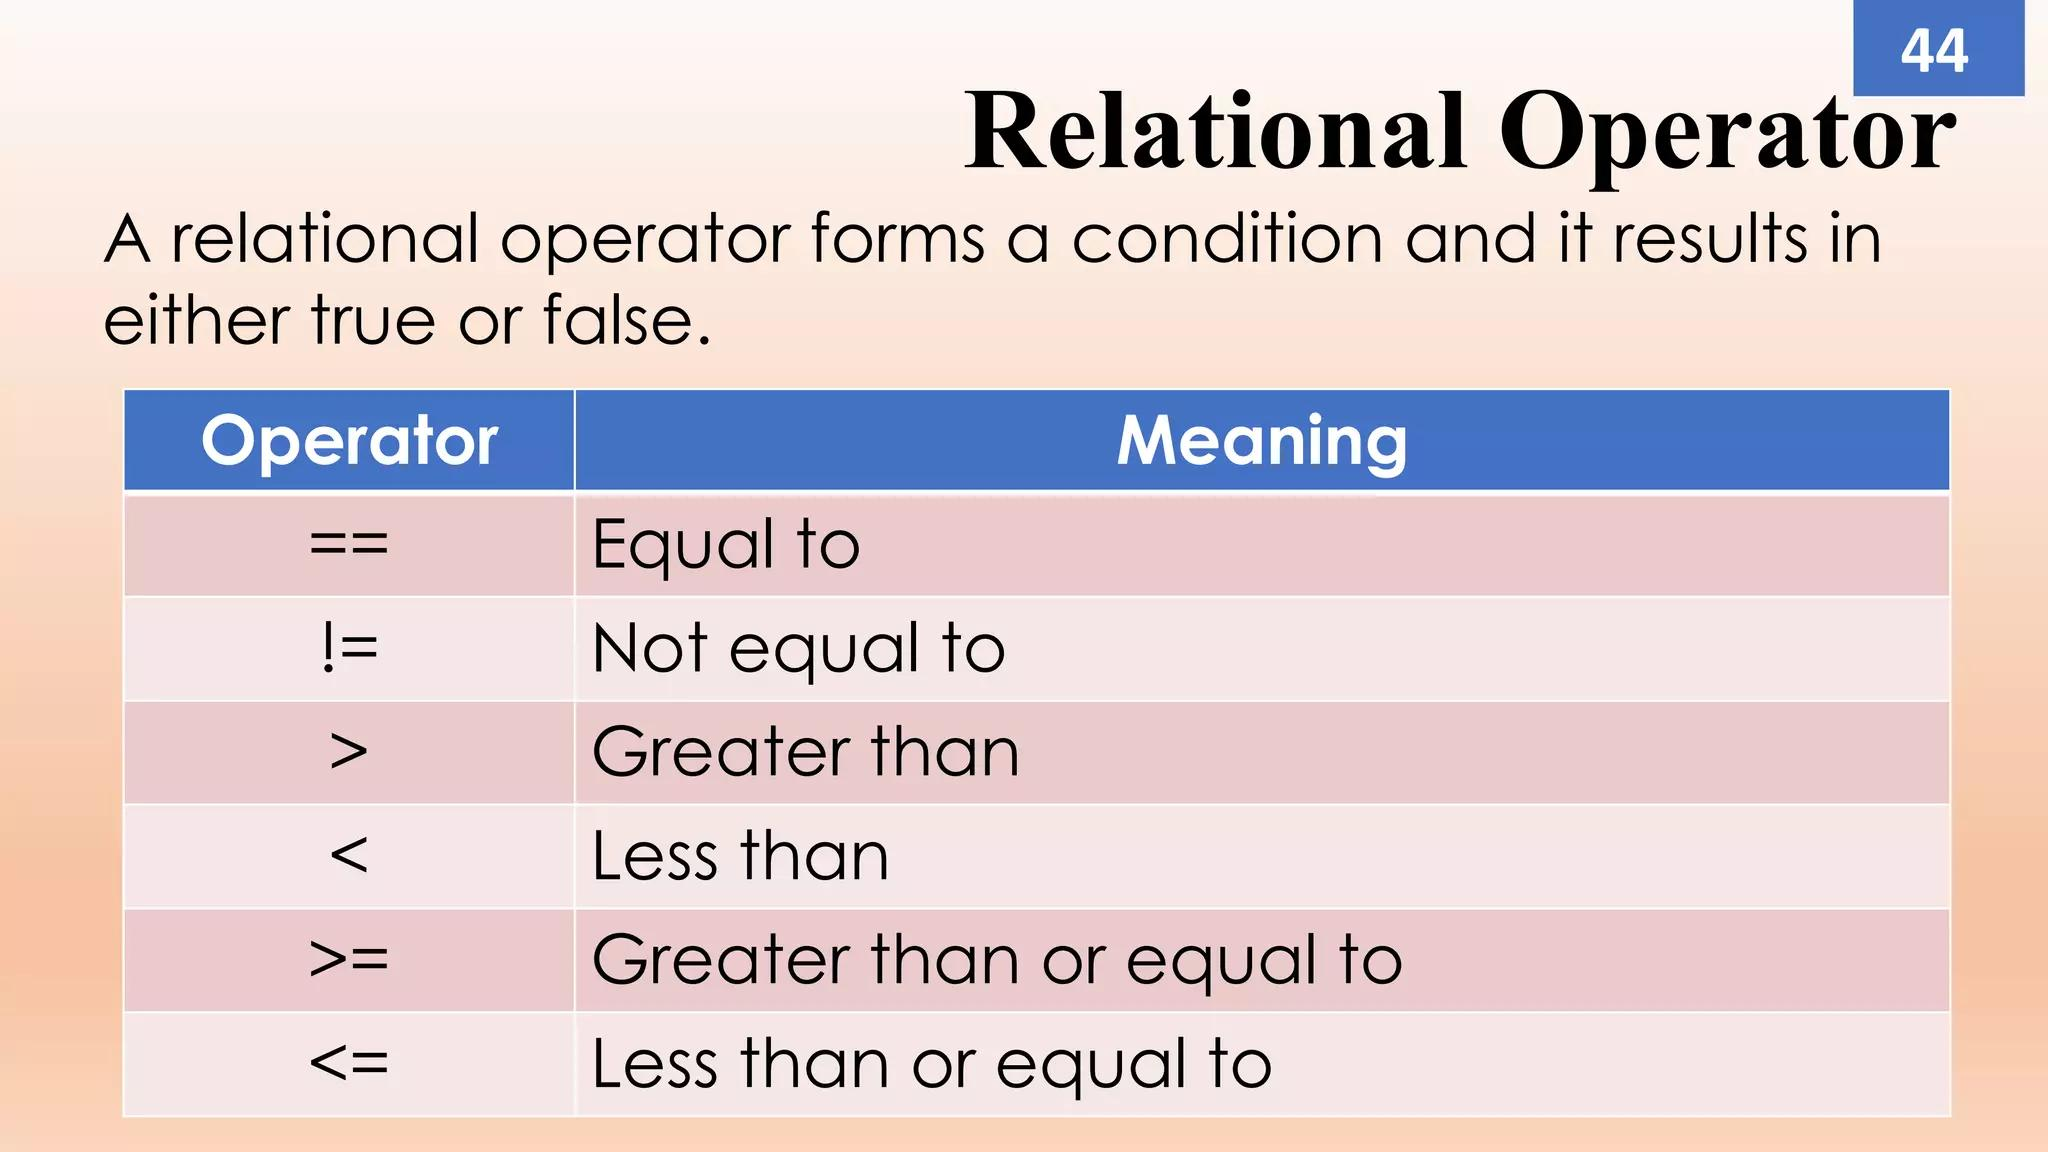 44
Relational Operator
A relational operator forms a condition and it results in
either true or false.
Operator Meaning
== Equal to
!= Not equal to
> Greater than
< Less than
>= Greater than or equal to
<= Less than or equal to